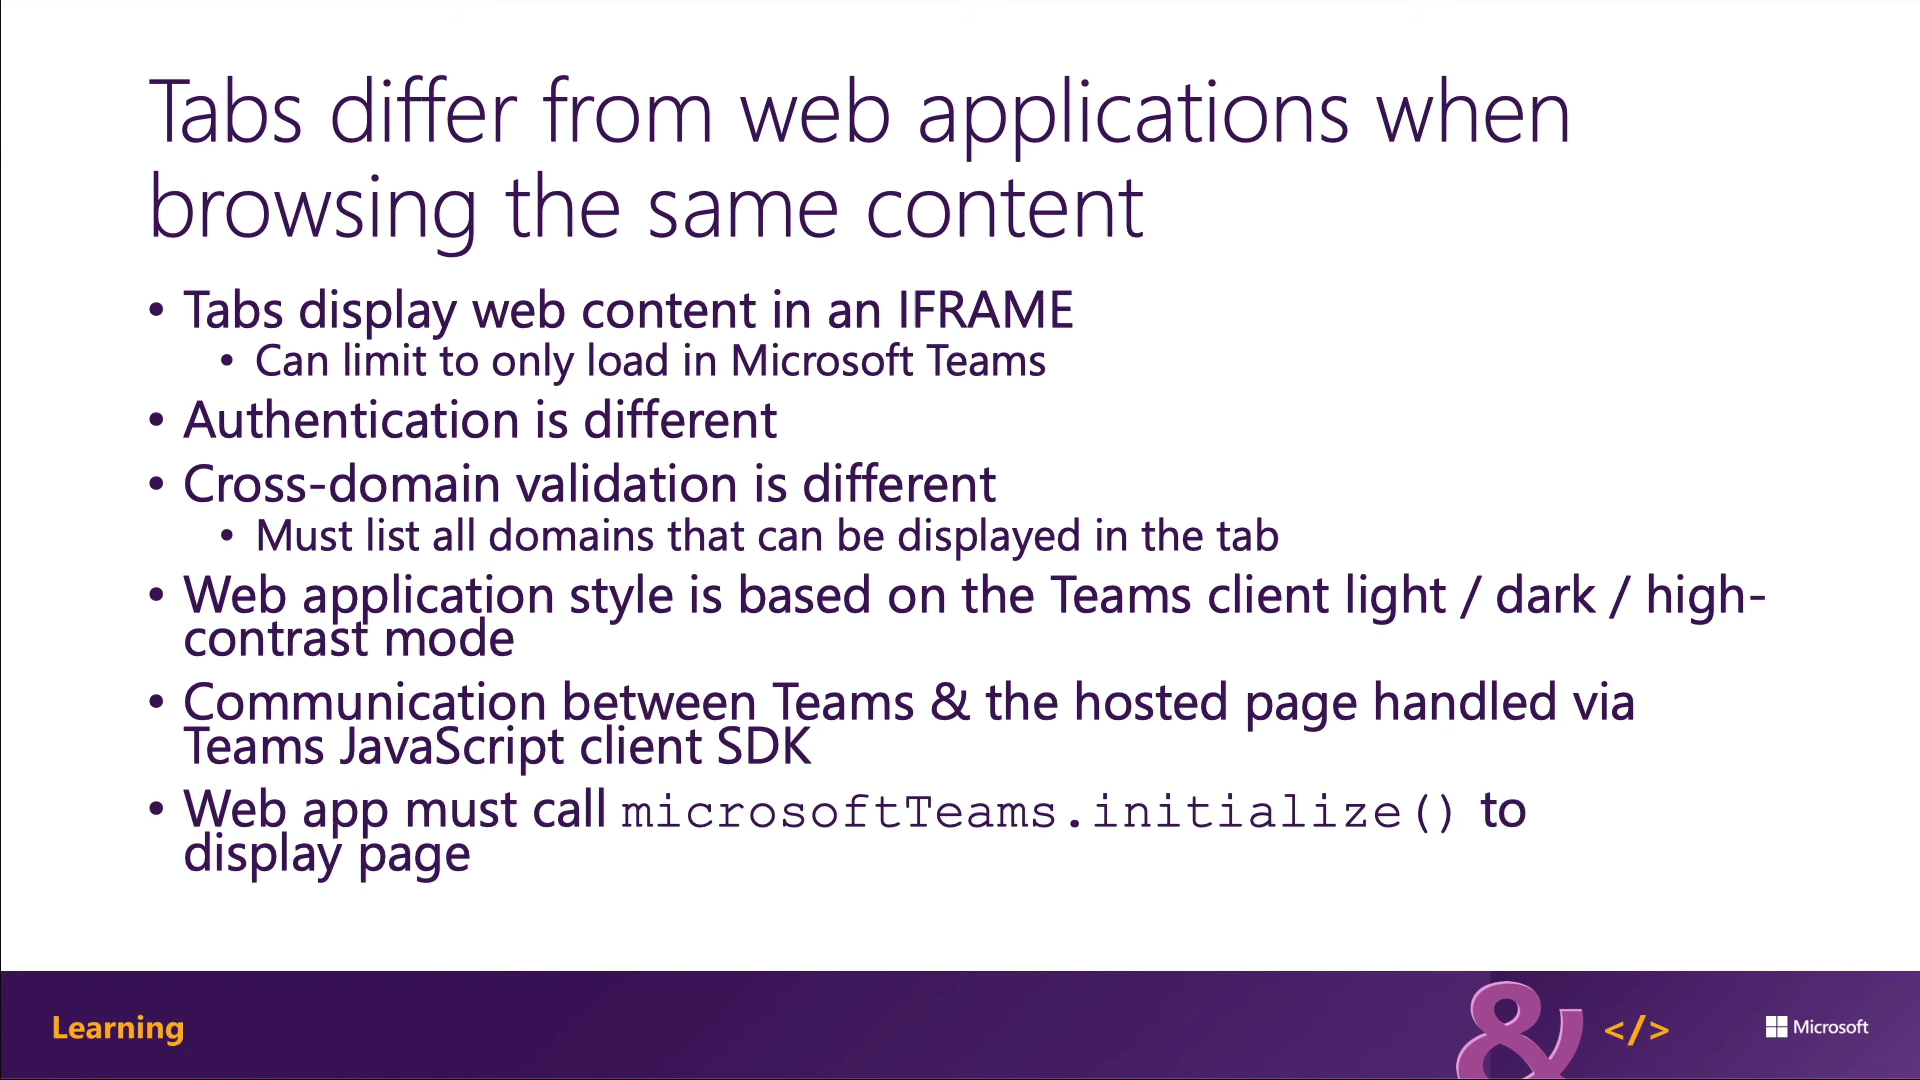 Tabs differ from web applications when
browsing the same content
• Tabs display web content in an IFRAME
• Can limit to only load in Microsoft Teams
• Authentication is different
• Cross-domain validation is different
• Must list all domains that can be displayed in the tab
• Web application style is based on the Teams client light / dark / high-
contrast mode
• Communication between Teams & the hosted page handled via
Teams JavaScript client SDK
• Web app must call microsoftTeams.initialize() to
display page
Learning
& </>
Microsoft